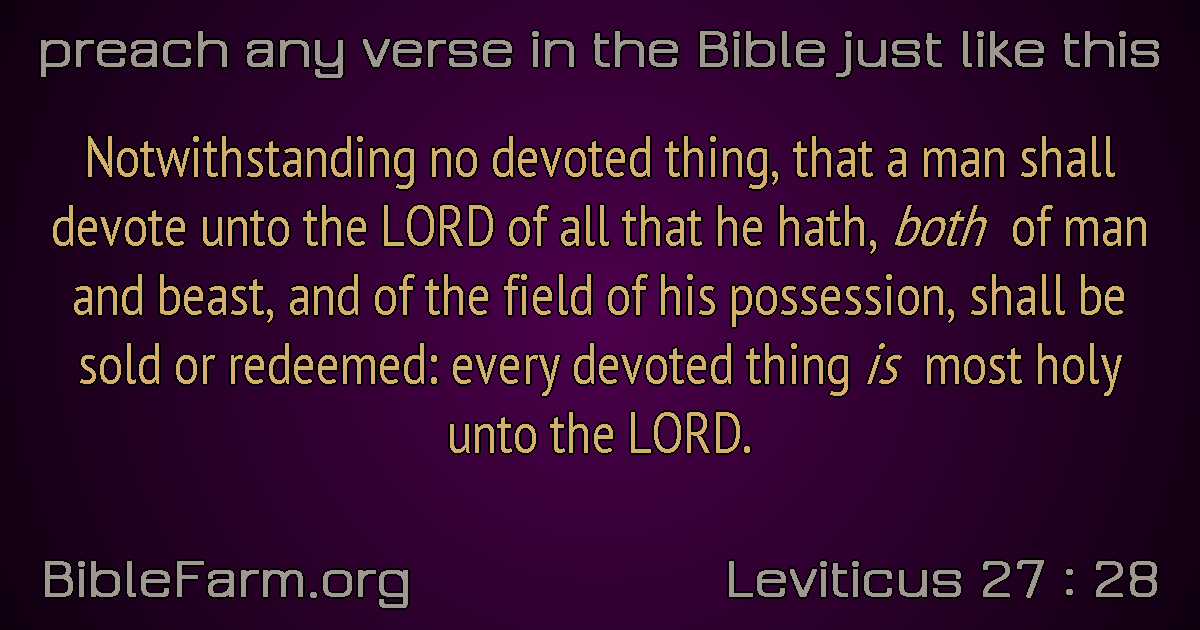 preach any verse in the Bible just like this
Notwithstanding no devoted thing, that a man shall
devote unto the LORD of all that he hath, both of man
and beast, and of the field of his possession, shall be
sold or redeemed: every devoted thing is most holy
unto the LORD.
BibleFarm.org
Leviticus 27 : 28